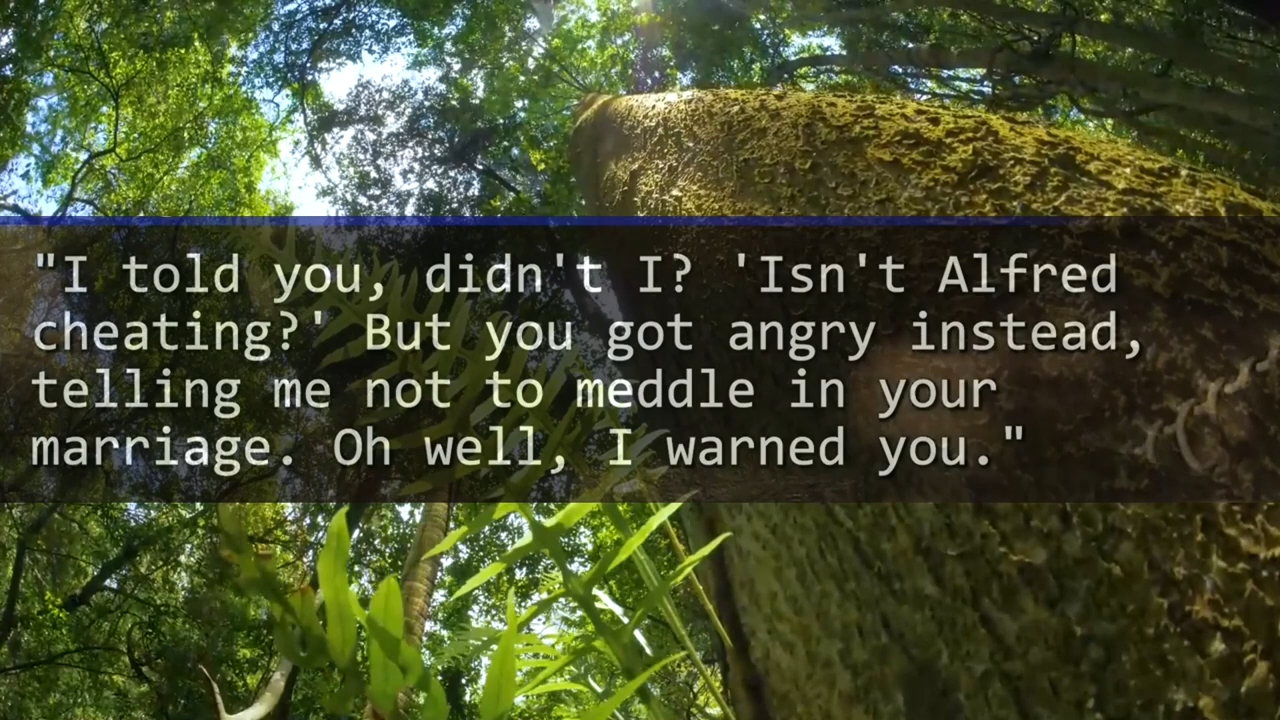 "I told you, didn't I? 'Isn't Alfred
cheating?' But you got angry instead,
telling me not to meddle in your
marriage. Oh well, I warned you."